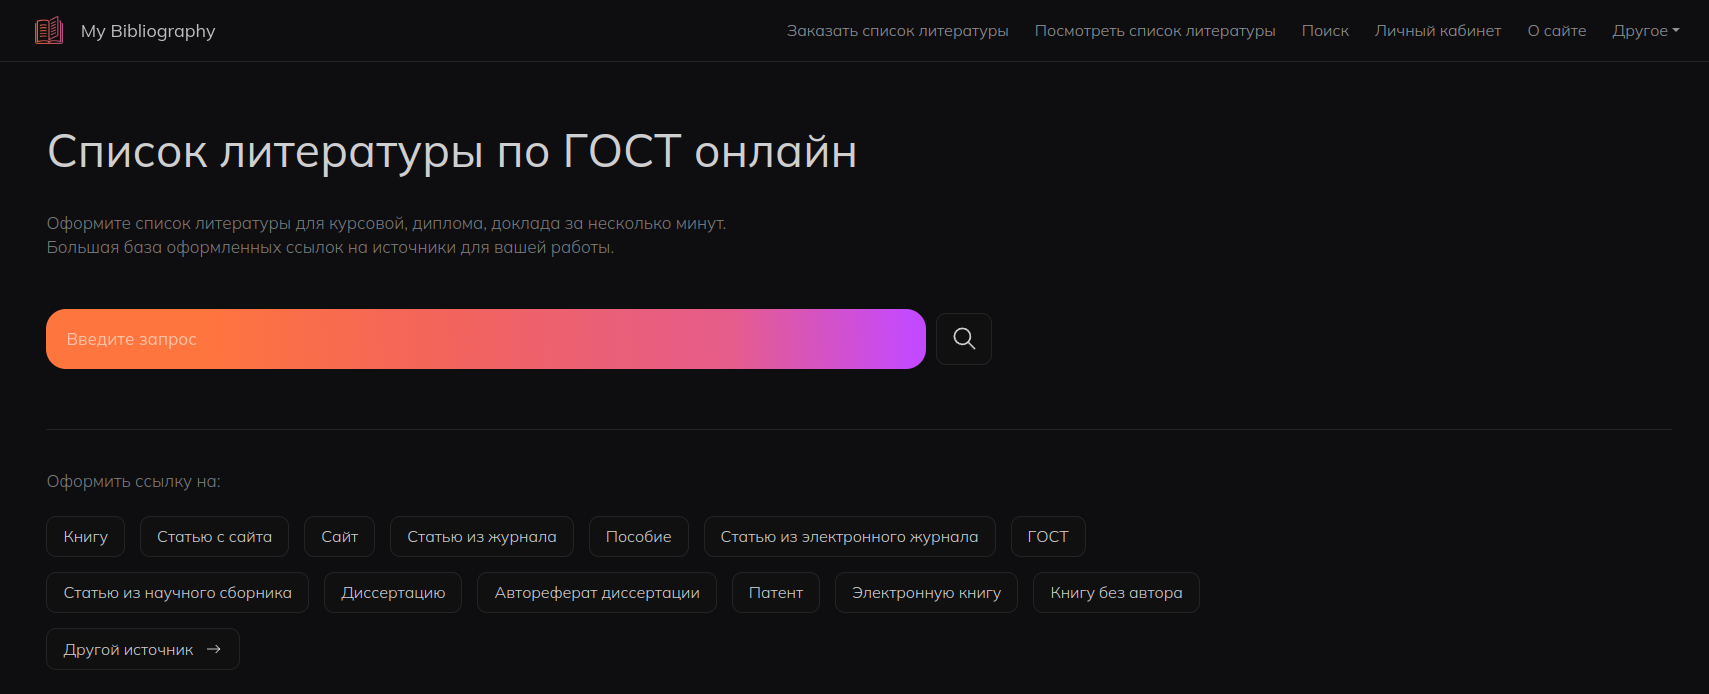 My Bibliography Заказать список литературы Посмотреть список литературы Поиск Личный кабинет О сайте Другое
Список литературы по ГОСТ онлайн
Оформите список литературы для курсовой, диплома, доклада за несколько минут.
Большая база оформленных ссылок на источники для вашей работы.
Введите запрос
Оформить ссылку на:
Книгу Статью с сайта Сайт Статью из журнала Пособие Статью из электронного журнала ГОСТ
Статью из научного сборника Диссертацию Автореферат диссертации Патент Электронную книгу Книгу без автора
Другой источник →